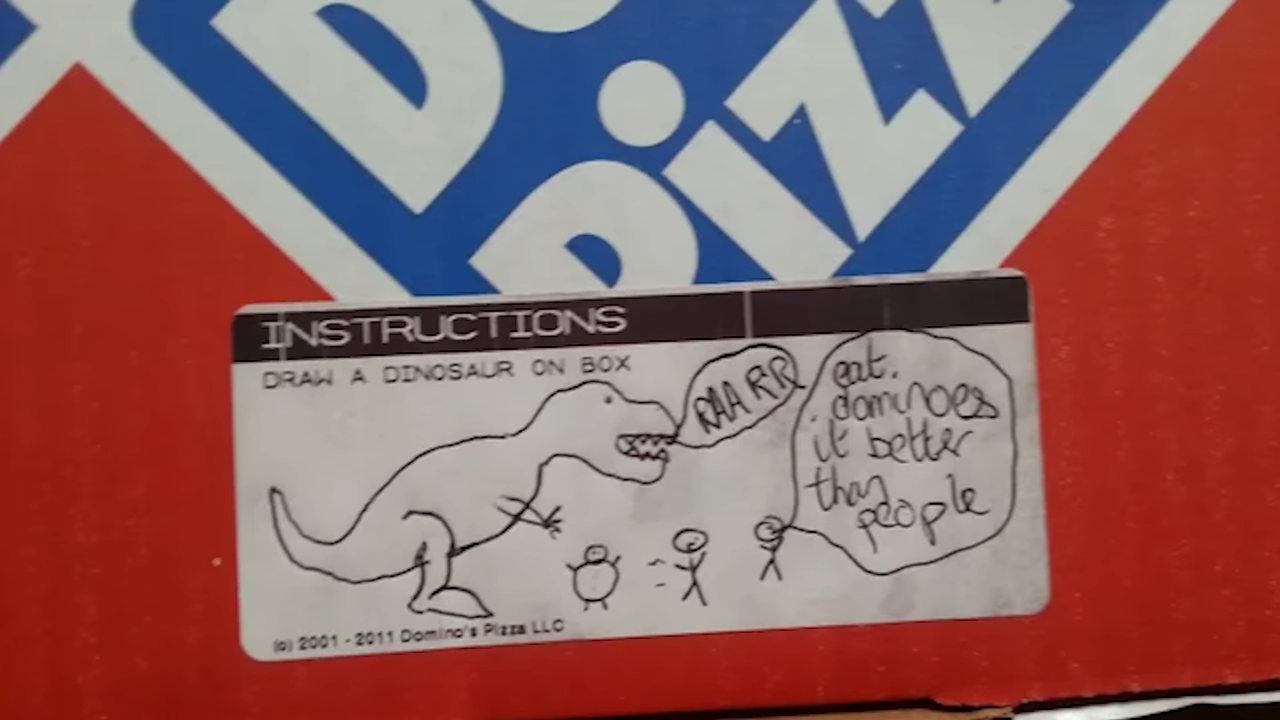 Do
Pizz
INSTRUCTIONS
DRAW A DINOSAUR ON BOX
RAARR
eat.
dominoes
it better
than
people
(c) 2001 - 2011 Domino's Pizza LLC